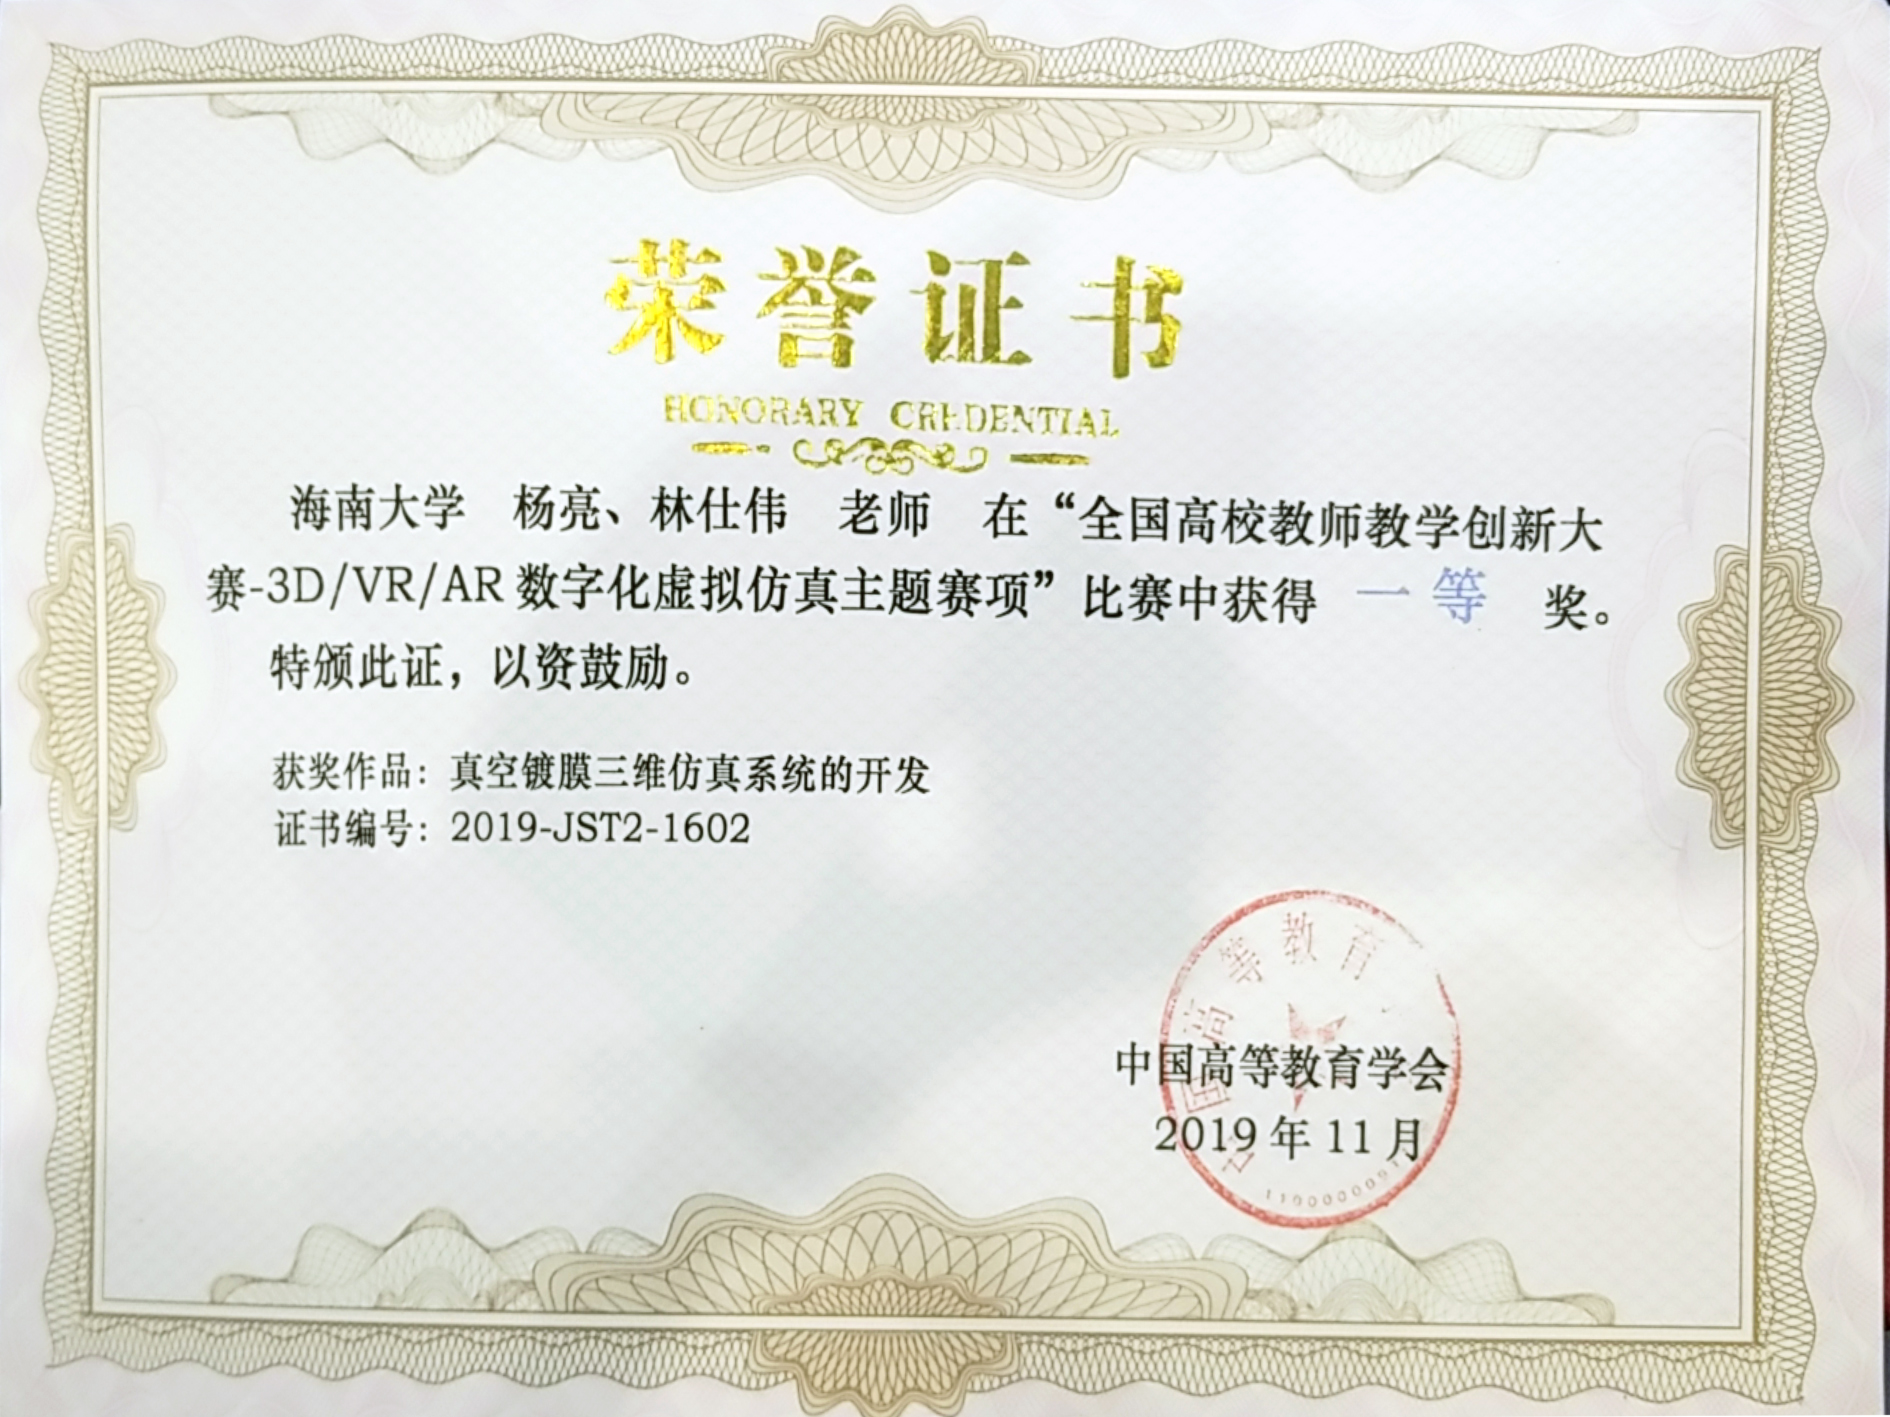 荣誉证书
HONORARY CREDENTIAL
海南大学 杨亮、林仕伟 老师 在“全国高校教师教学创新大
赛-3D/VR/AR数字化虚拟仿真主题赛项”比赛中获得 一等 奖。
特颁此证，以资鼓励。
获奖作品：真空镀膜三维仿真系统的开发
证书编号：2019-JST2-1602
中国高等教育
中国高等教育学会
2019年11月